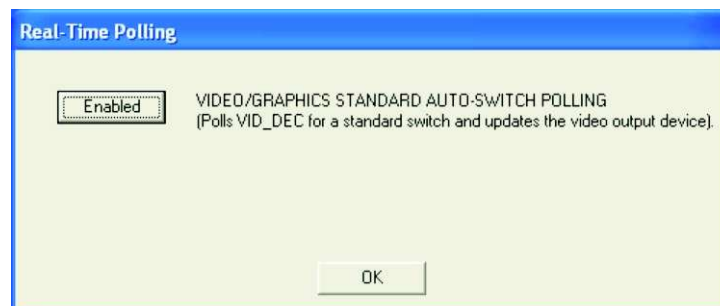 Real-Time Polling
Enabled
VIDEO/GRAPHICS STANDARD AUTO-SWITCH POLLING
(Polls VID_DEC for a standard switch and updates the video output device).
OK